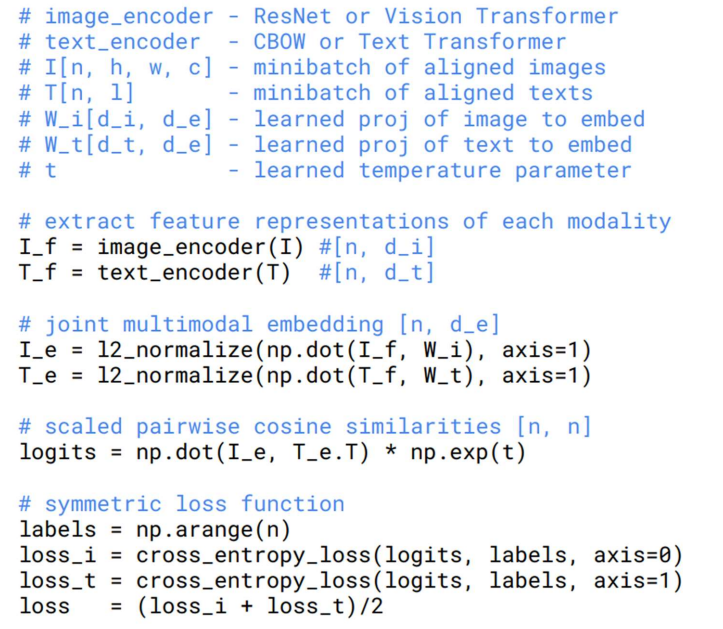 # image_encoder - ResNet or Vision Transformer
# text_encoder  - CBOW or Text Transformer
# I[n, h, w, c] - minibatch of aligned images
# T[n, l]       - minibatch of aligned texts
# W_i[d_i, d_e] - learned proj of image to embed
# W_t[d_t, d_e] - learned proj of text to embed
# t             - learned temperature parameter

# extract feature representations of each modality
I_f = image_encoder(I) #[n, d_i]
T_f = text_encoder(T)  #[n, d_t]

# joint multimodal embedding [n, d_e]
I_e = l2_normalize(np.dot(I_f, W_i), axis=1)
T_e = l2_normalize(np.dot(T_f, W_t), axis=1)

# scaled pairwise cosine similarities [n, n]
logits = np.dot(I_e, T_e.T) * np.exp(t)

# symmetric loss function
labels = np.arange(n)
loss_i = cross_entropy_loss(logits, labels, axis=0)
loss_t = cross_entropy_loss(logits, labels, axis=1)
loss   = (loss_i + loss_t)/2